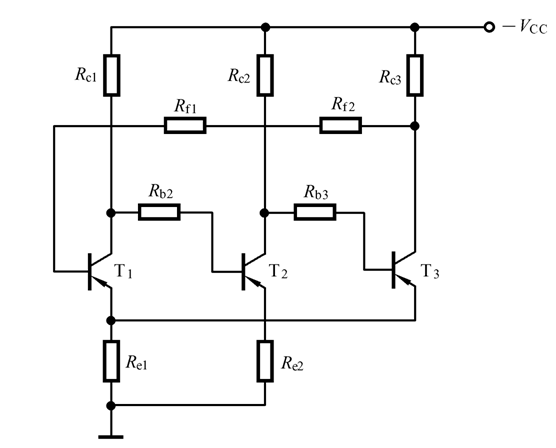 — V_CC
R_c1
R_c2
R_c3
R_f1
R_f2
R_b2
R_b3
T_1
T_2
T_3
R_e1
R_e2